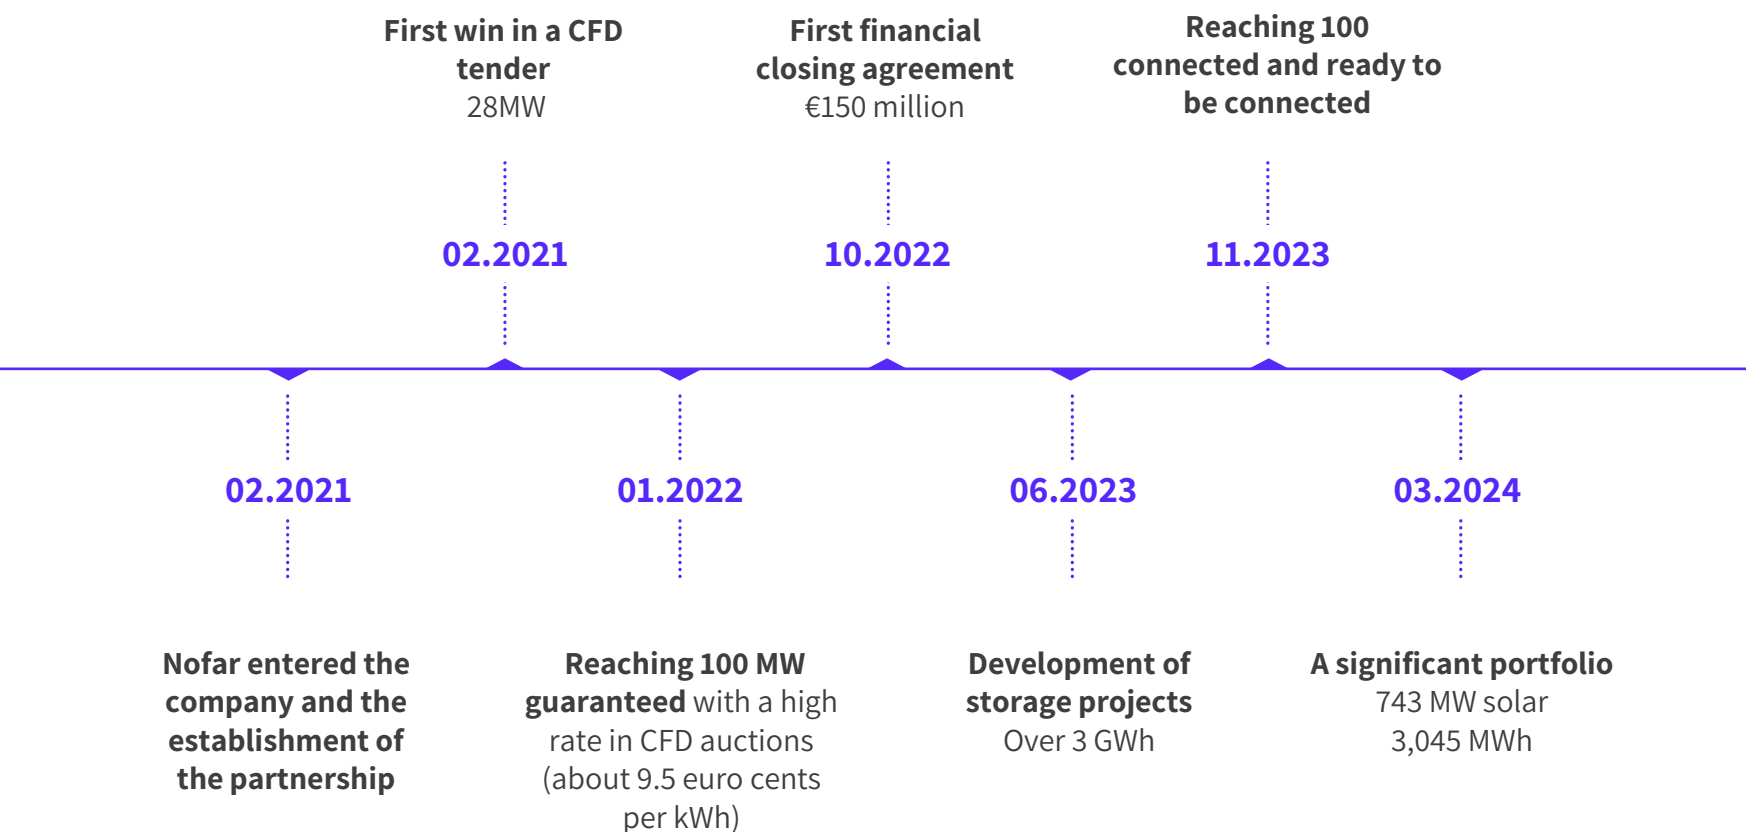 First win in a CFD
tender
28MW
First financial
closing agreement
€150 million
Reaching 100
connected and ready to
be connected
02.2021
10.2022
11.2023
02.2021
01.2022
06.2023
03.2024
Nofar entered the
company and the
establishment of
the partnership
Reaching 100 MW
guaranteed with a high
rate in CFD auctions
(about 9.5 euro cents
per kWh)
Development of
storage projects
Over 3 GWh
A significant portfolio
743 MW solar
3,045 MWh